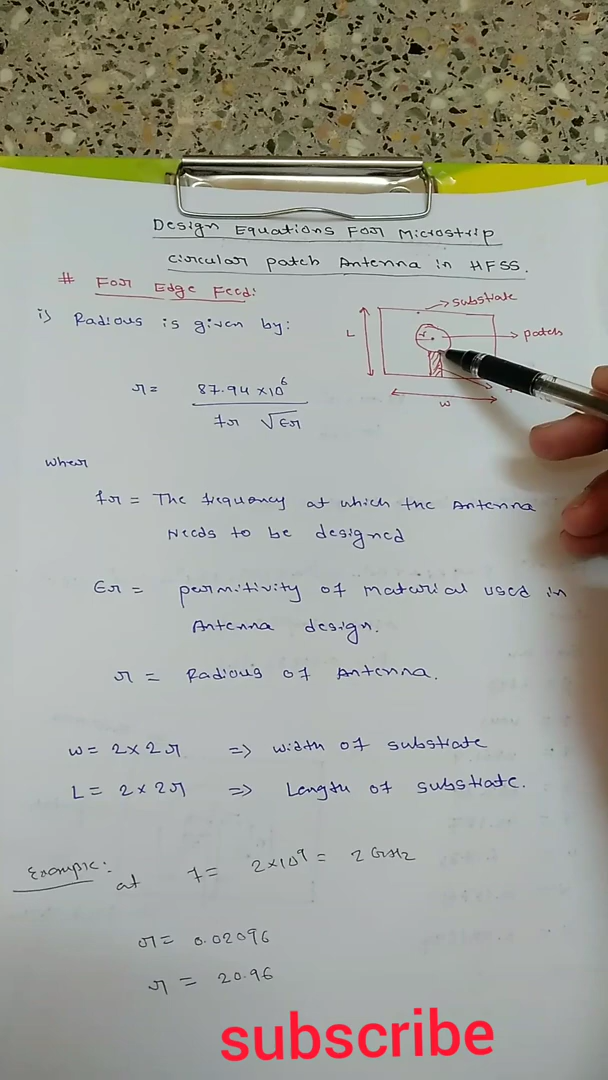 Design Equations For Microstrip
circular patch Antenna in HFSS.
# For Edge Feed:
i) Radious is given by:
substrate
L
r
patch
w
r = 87.94 × 10⁶
fr √Er
wher
fr = The frequency at which the Antenna
Needs to be designed
Er = permitivity of material used in
Antenna design.
r = Radious of Antenna.
W = 2 × 2r => width of substrate
L = 2 × 2r => Length of substrate.
Example:
at f = 2×10⁹ = 2 GHz
r = 0.02096
r = 20.96
subscribe